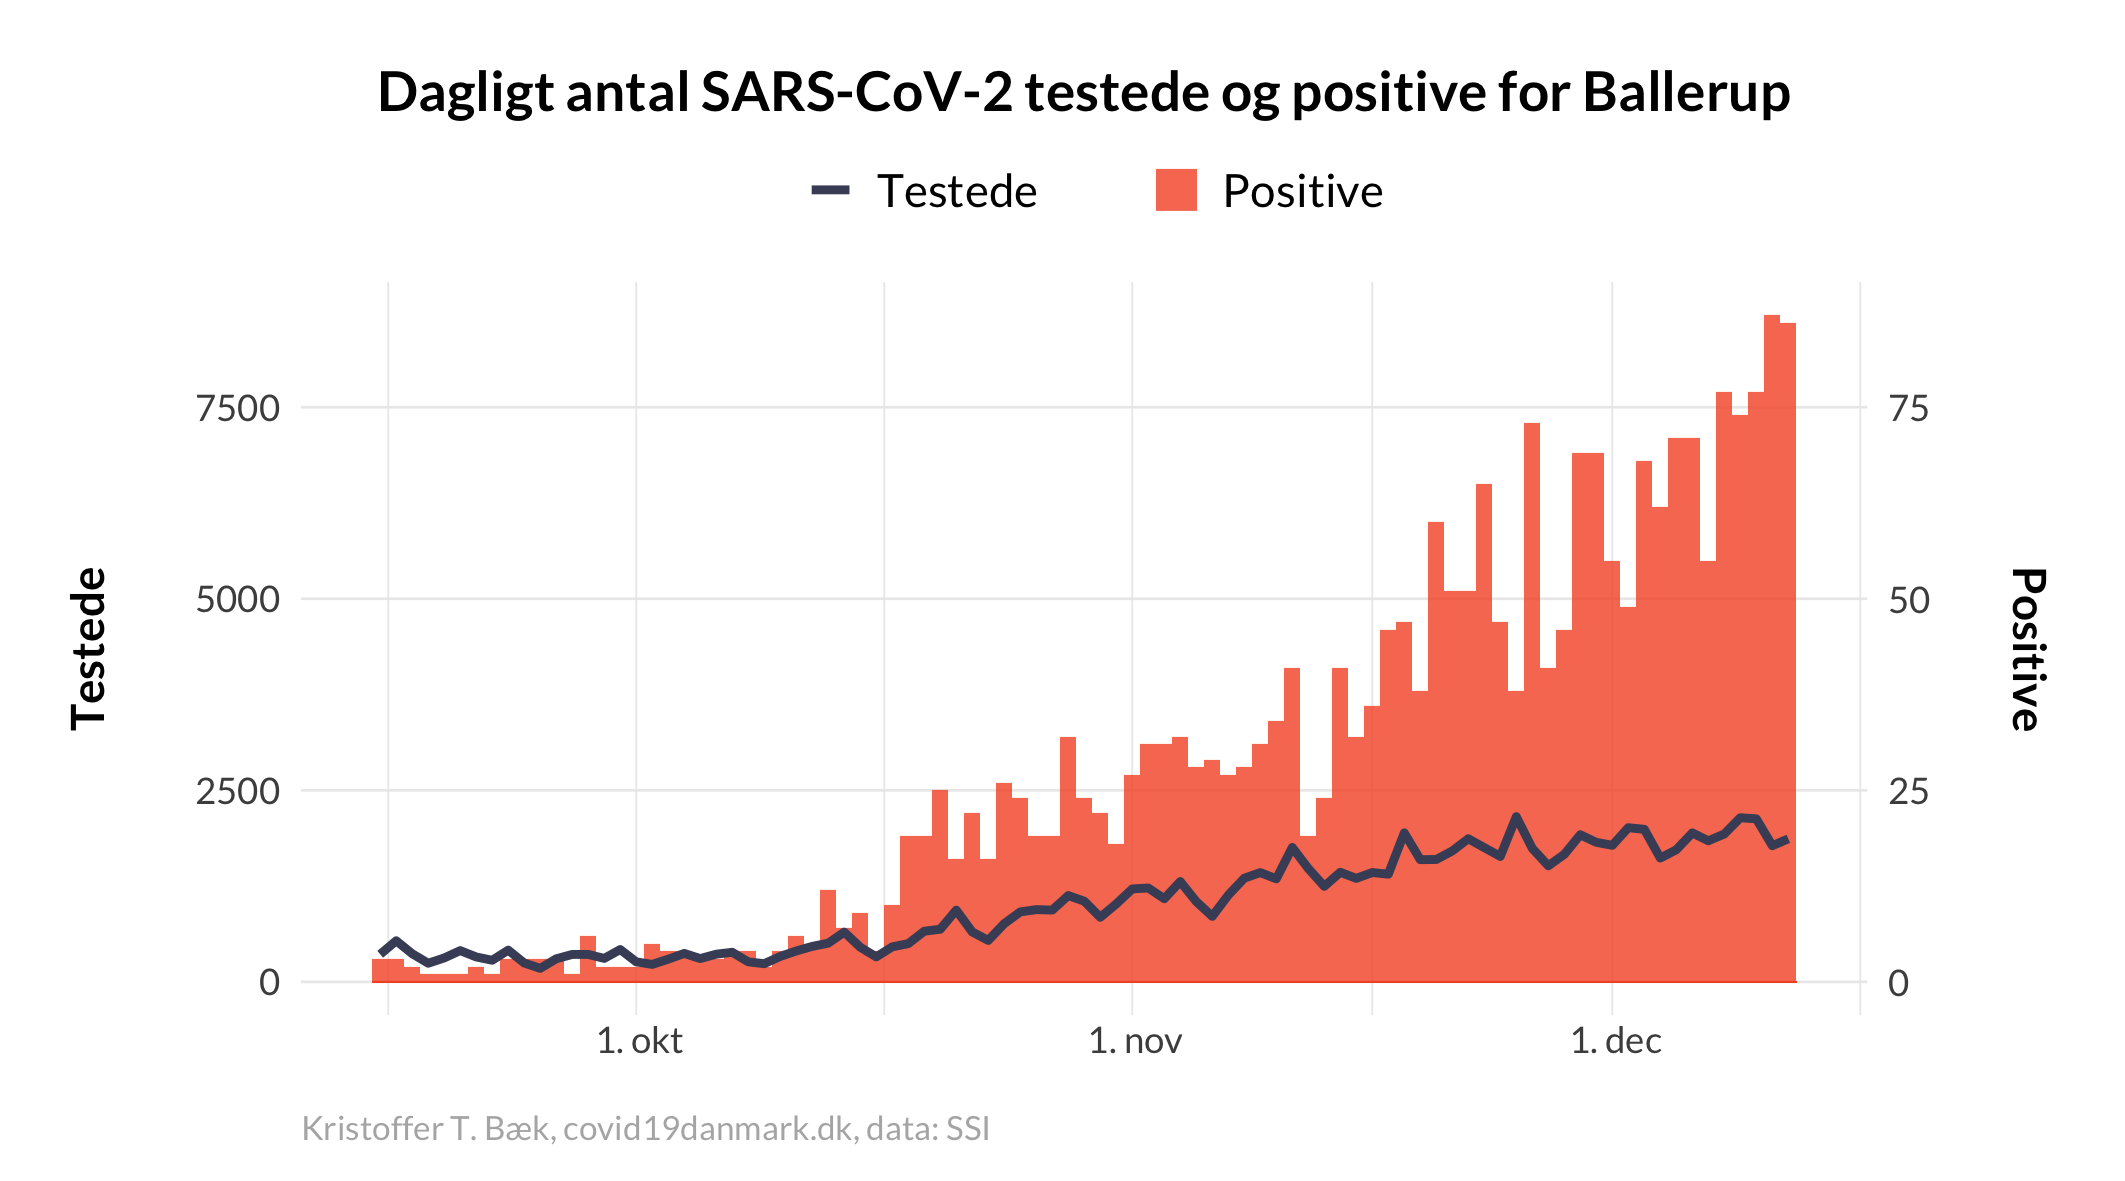 Dagligt antal SARS-CoV-2 testede og positive for Ballerup
Testede
Positive
7500
5000
2500
0
75
50
25
0
Testede
Positive
1. okt
1. nov
1. dec
Kristoffer T. Bæk, covid19danmark.dk, data: SSI